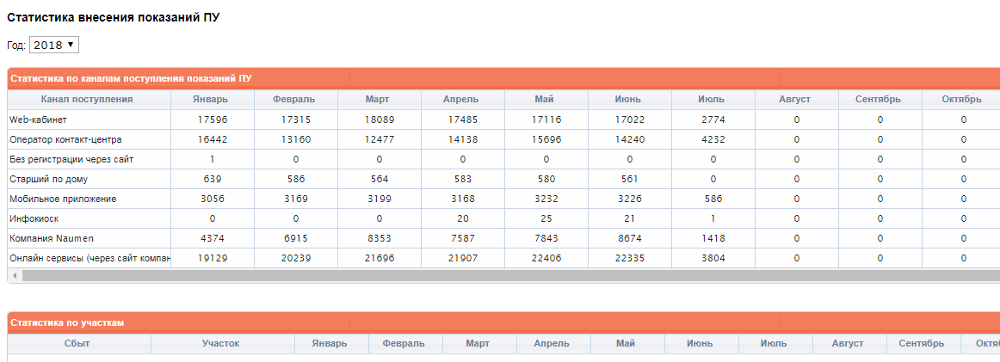 Статистика внесения показаний ПУ
Год: 2018
Статистика по каналам поступления показаний ПУ
Канал поступления Январь Февраль Март Апрель Май Июнь Июль Август Сентябрь Октябрь
Web-кабинет 17596 17315 18089 17485 17116 17022 2774 0 0 0
Оператор контакт-центра 16442 13160 12477 14138 15696 14240 4232 0 0 0
Без регистрации через сайт 1 0 0 0 0 0 0 0 0 0
Старший по дому 639 586 564 583 580 561 0 0 0 0
Мобильное приложение 3056 3169 3199 3168 3232 3226 586 0 0 0
Инфокиоск 0 0 0 20 25 21 1 0 0 0
Компания Naumen 4374 6915 8353 7587 7843 8674 1418 0 0 0
Онлайн сервисы (через сайт компан 19129 20239 21696 21907 22406 22335 3804 0 0 0
Статистика по участкам
Сбыт Участок Январь Февраль Март Апрель Май Июнь Июль Август Сентябрь Октя